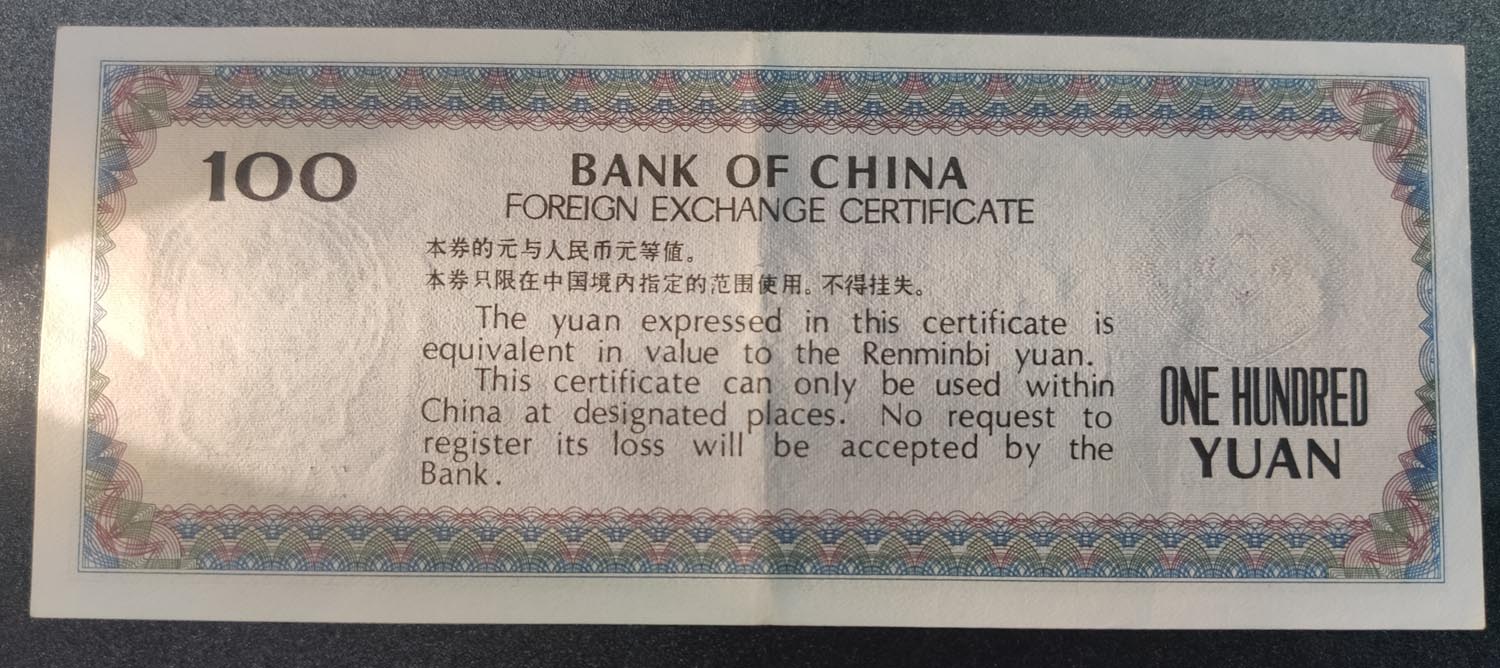 100
BANK OF CHINA
FOREIGN EXCHANGE CERTIFICATE
本券的元与人民币元等值。
本券只限在中国境内指定的范围使用。不得挂失。
The yuan expressed in this certificate is
equivalent in value to the Renminbi yuan.
This certificate can only be used within
China at designated places. No request to
register its loss will be accepted by the
Bank.
ONE HUNDRED
YUAN